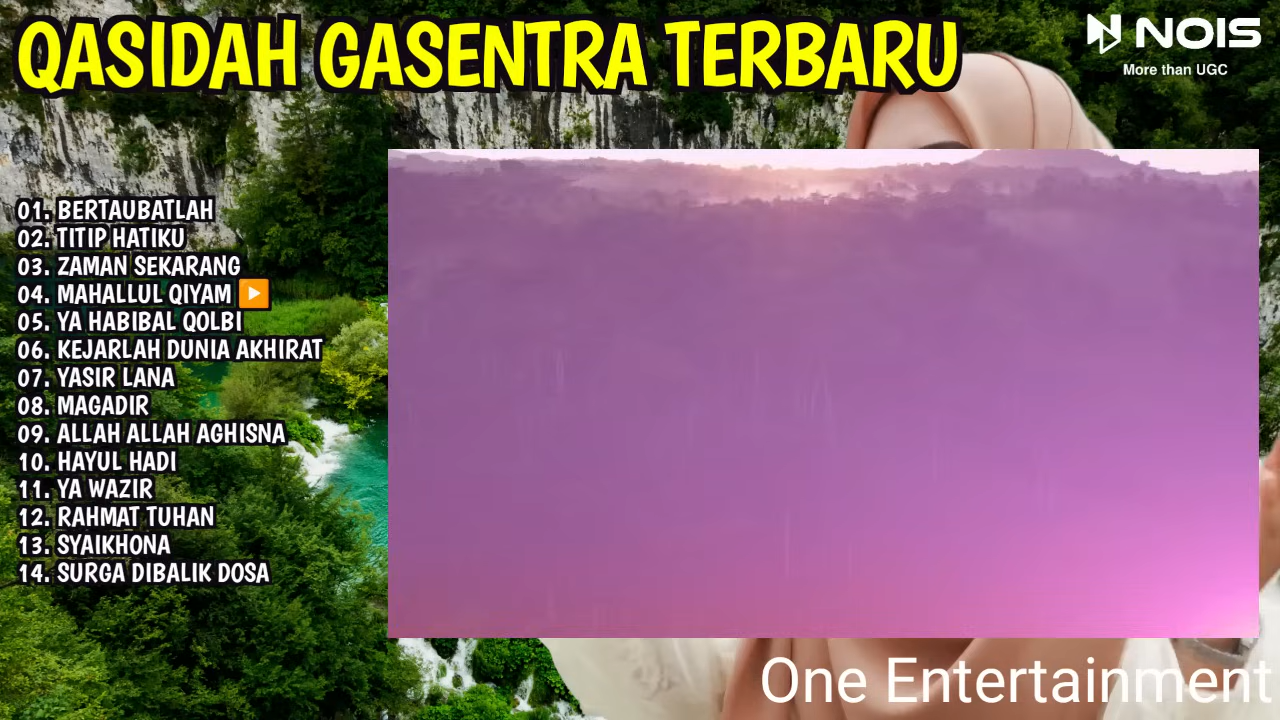 QASIDAH GASENTRA TERBARU
NOIS
More than UGC
01. BERTAUBATLAH
02. TITIP HATIKU
03. ZAMAN SEKARANG
04. MAHALLUL QIYAM
05. YA HABIBAL QOLBI
06. KEJARLAH DUNIA AKHIRAT
07. YASIR LANA
08. MAGADIR
09. ALLAH ALLAH AGHISNA
10. HAYUL HADI
11. YA WAZIR
12. RAHMAT TUHAN
13. SYAIKHONA
14. SURGA DIBALIK DOSA
One Entertainment